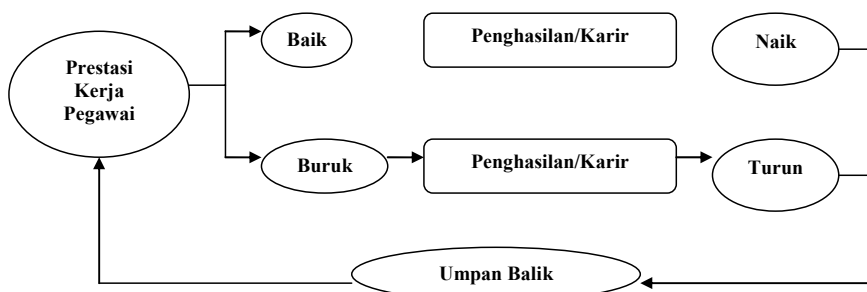 Baik
Penghasilan/Karir
Naik
Prestasi
Kerja
Pegawai
Buruk
Penghasilan/Karir
Turun
Umpan Balik